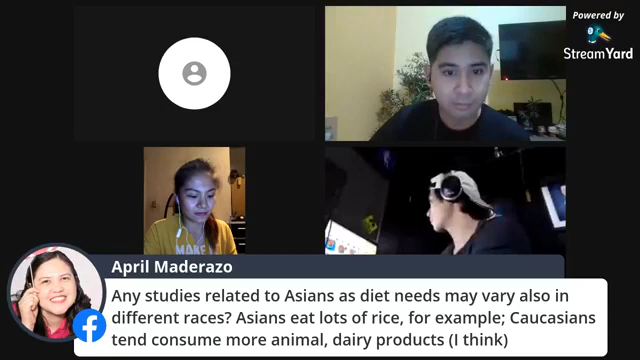 Powered by
StreamYard
MAKE
April Maderazo
Any studies related to Asians as diet needs may vary also in
different races? Asians eat lots of rice, for example; Caucasians
tend consume more animal, dairy products (I think)